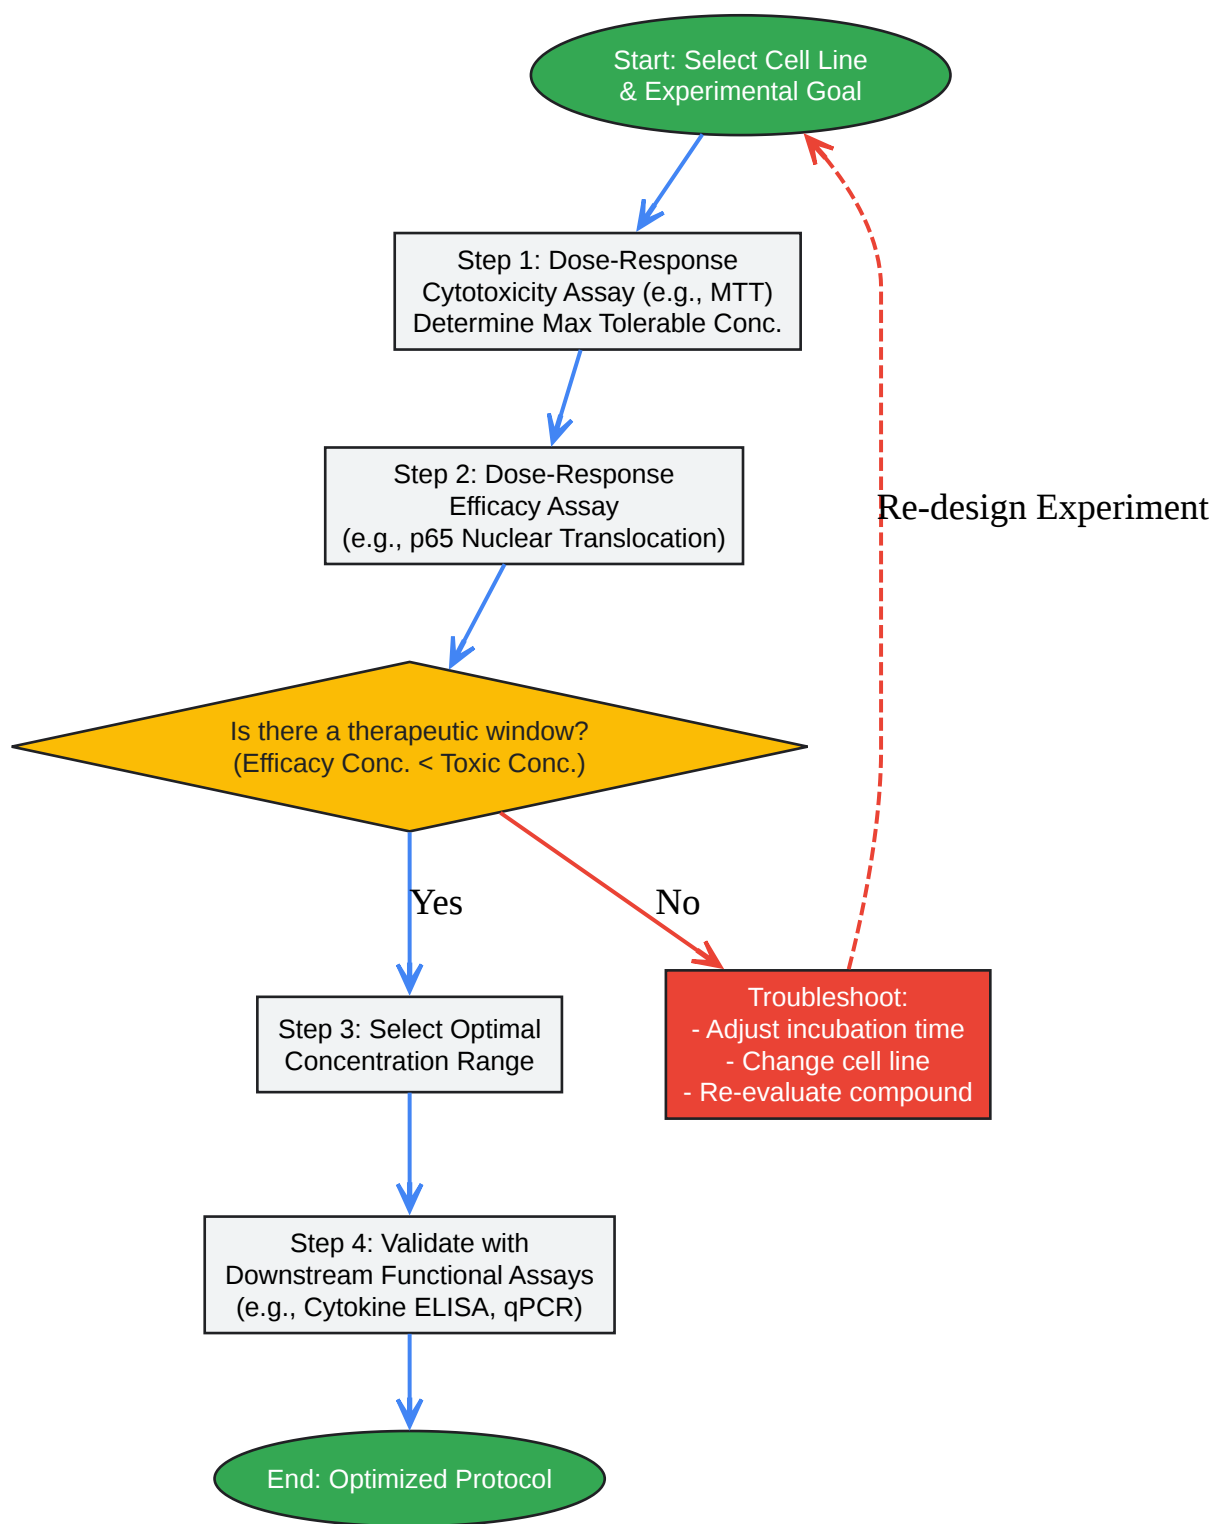 Start: Select Cell Line
& Experimental Goal
Step 1: Dose-Response
Cytotoxicity Assay (e.g., MTT)
Determine Max Tolerable Conc.
Step 2: Dose-Response
Efficacy Assay
(e.g., p65 Nuclear Translocation)
Re-design Experiment
Is there a therapeutic window?
(Efficacy Conc. < Toxic Conc.)
Yes
No
Step 3: Select Optimal
Concentration Range
Troubleshoot:
- Adjust incubation time
- Change cell line
- Re-evaluate compound
Step 4: Validate with
Downstream Functional Assays
(e.g., Cytokine ELISA, qPCR)
End: Optimized Protocol